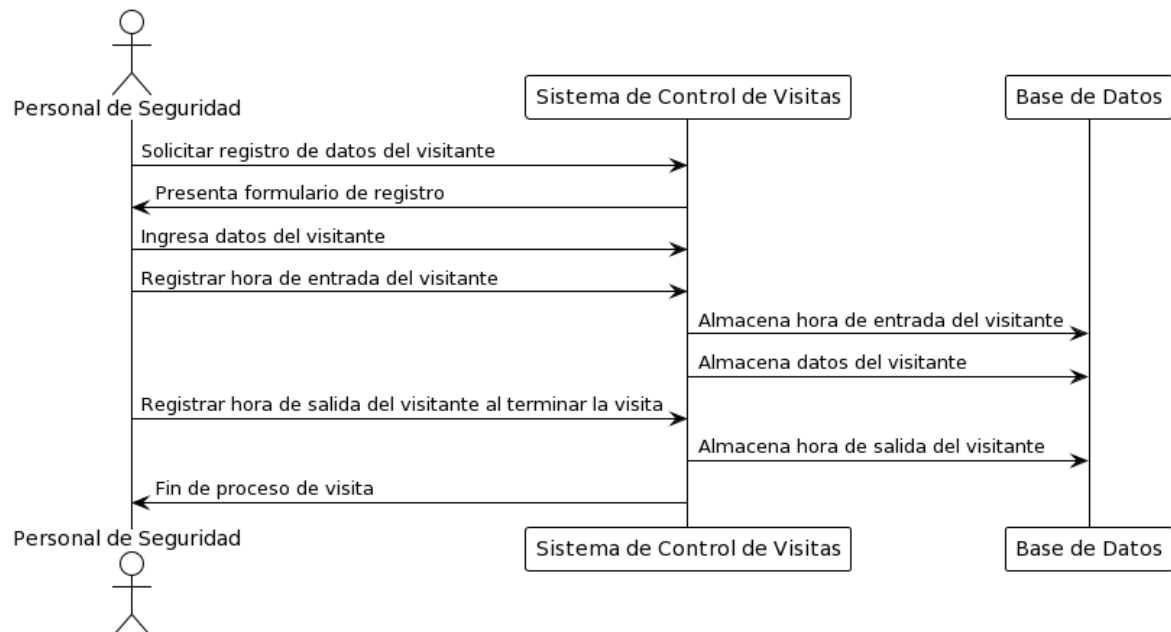 Personal de Seguridad
Sistema de Control de Visitas
Base de Datos
Solicitar registro de datos del visitante
Presenta formulario de registro
Ingresa datos del visitante
Registrar hora de entrada del visitante
Almacena hora de entrada del visitante
Almacena datos del visitante
Registrar hora de salida del visitante al terminar la visita
Almacena hora de salida del visitante
Fin de proceso de visita
Personal de Seguridad
Sistema de Control de Visitas
Base de Datos